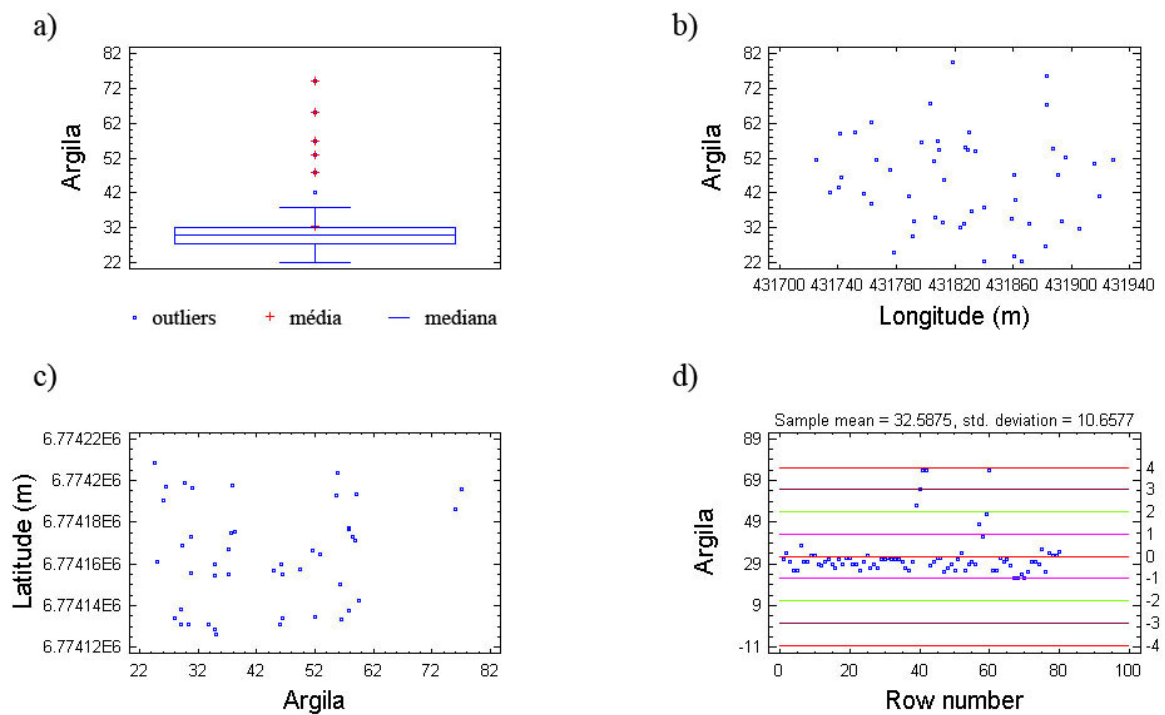 a)
Argila
82
72
62
52
42
32
22
outliers média mediana
b)
Argila
82
72
62
52
42
32
22
431700 431740 431780 431820 431860 431900 431940
Longitude (m)
c)
Latitude (m)
6.77422E6
6.7742E6
6.77418E6
6.77416E6
6.77414E6
6.77412E6
22 32 42 52 62 72 82
Argila
d)
Sample mean = 32.5875, std. deviation = 10.6577
Argila
89
69
49
29
9
-11
4
3
2
1
0
-1
-2
-3
-4
0 20 40 60 80 100
Row number